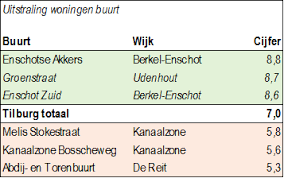 Uitstraling woningen buurt
Buurt Wijk Cijfer
Enschotse Akkers Berkel-Enschot 8,8
Groenstraat Udenhout 8,7
Enschot Zuid Berkel-Enschot 8,6
Tilburg totaal 7,0
Melis Stokestraat Kanaalzone 5,8
Kanaalzone Bosscheweg Kanaalzone 5,6
Abdij- en Torenbuurt De Reit 5,3